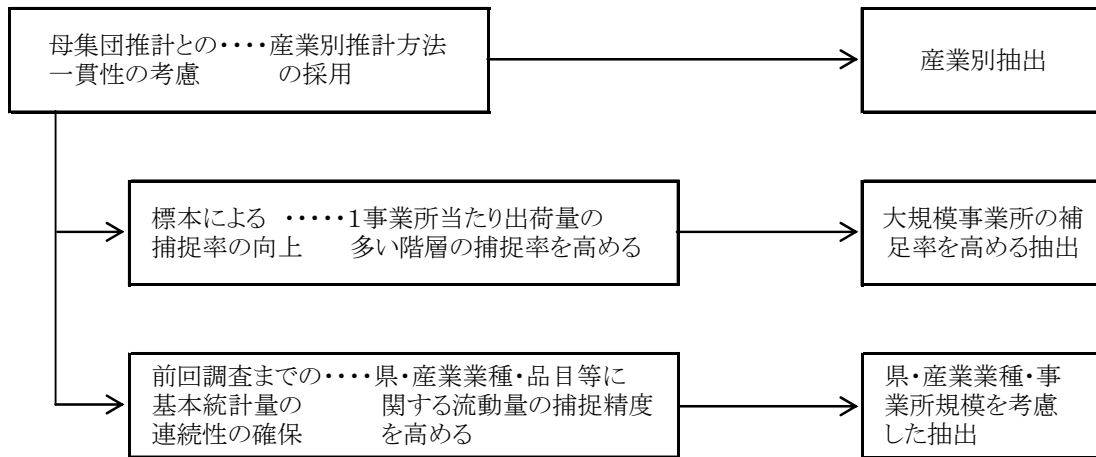 母集団推計との・・・・産業別推計方法
一貫性の考慮 の採用
産業別抽出
標本による ・・・・・1事業所当たり出荷量の
捕捉率の向上 多い階層の捕捉率を高める
大規模事業所の補
足率を高める抽出
前回調査までの・・・・県・産業業種・品目等に
基本統計量の 関する流動量の捕捉精度
連続性の確保 を高める
県・産業業種・事
業所規模を考慮
した抽出